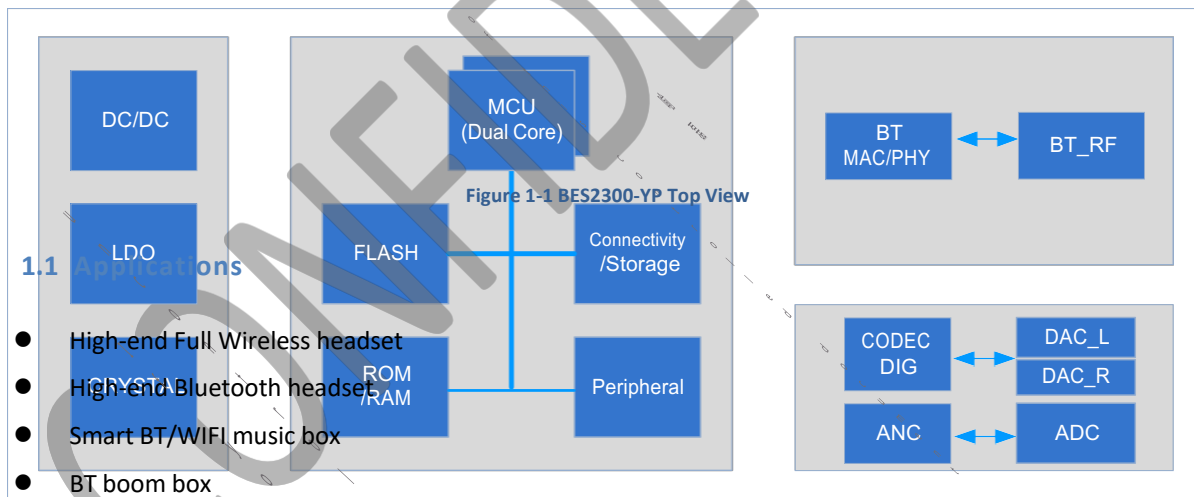 DC/DC
LDO
CRYSTAL
MCU
(Dual Core)
FLASH
Connectivity
/Storage
ROM
/RAM
Peripheral
BT
MAC/PHY
BT_RF
CODEC
DIG
DAC_L
DAC_R
ANC
ADC
Figure 1-1 BES2300-YP Top View
1.1 Applications
● High-end Full Wireless headset
● High-end Bluetooth headset
● Smart BT/WIFI music box
● BT boom box